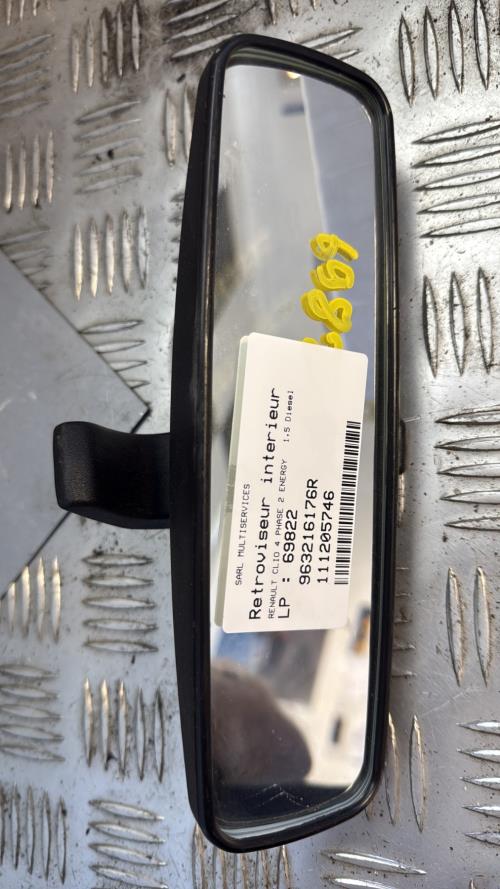 SARL MULTISERVICES
Retroviseur interieur
RENAULT CLIO 4 PHASE 2 ENERGY 1.5 Diesel
LP : 69822
963216176R
111205746